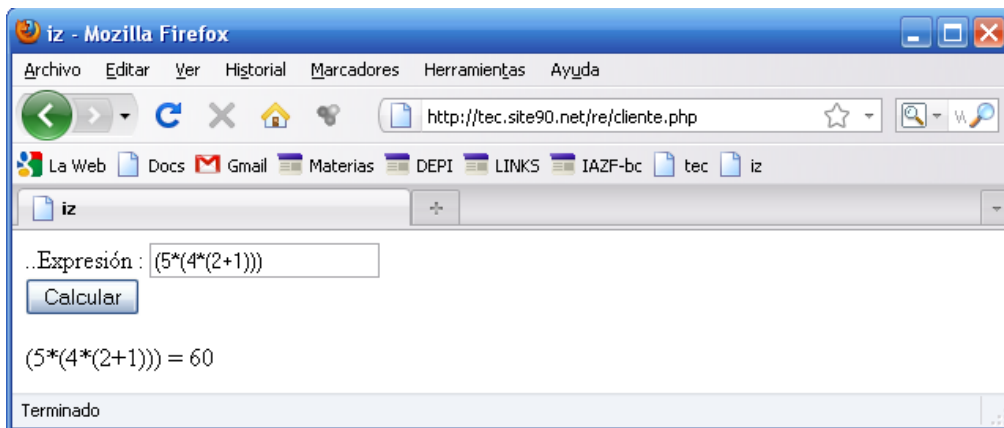 iz - Mozilla Firefox
Archivo Editar Ver Historial Marcadores Herramientas Ayuda
http://tec.site90.net/re/cliente.php
La Web Docs Gmail Materias DEPI LINKS IAZF-bc tec iz
iz
..Expresión : (5*(4*(2+1)))
Calcular
(5*(4*(2+1))) = 60
Terminado